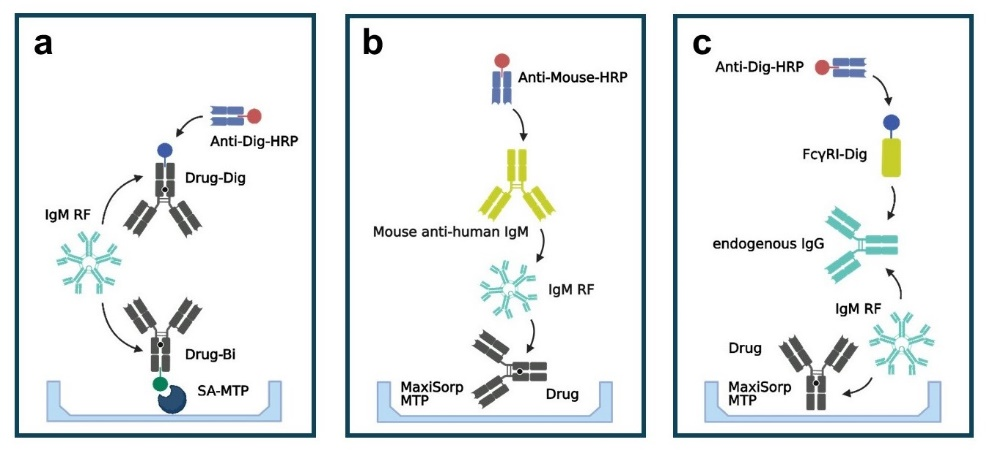 a
Anti-Dig-HRP
Drug-Dig
IgM RF
Drug-Bi
SA-MTP
b
Anti-Mouse-HRP
Mouse anti-human IgM
IgM RF
MaxiSorp
MTP
Drug
c
Anti-Dig-HRP
FcγRI-Dig
endogenous IgG
IgM RF
Drug
MaxiSorp
MTP